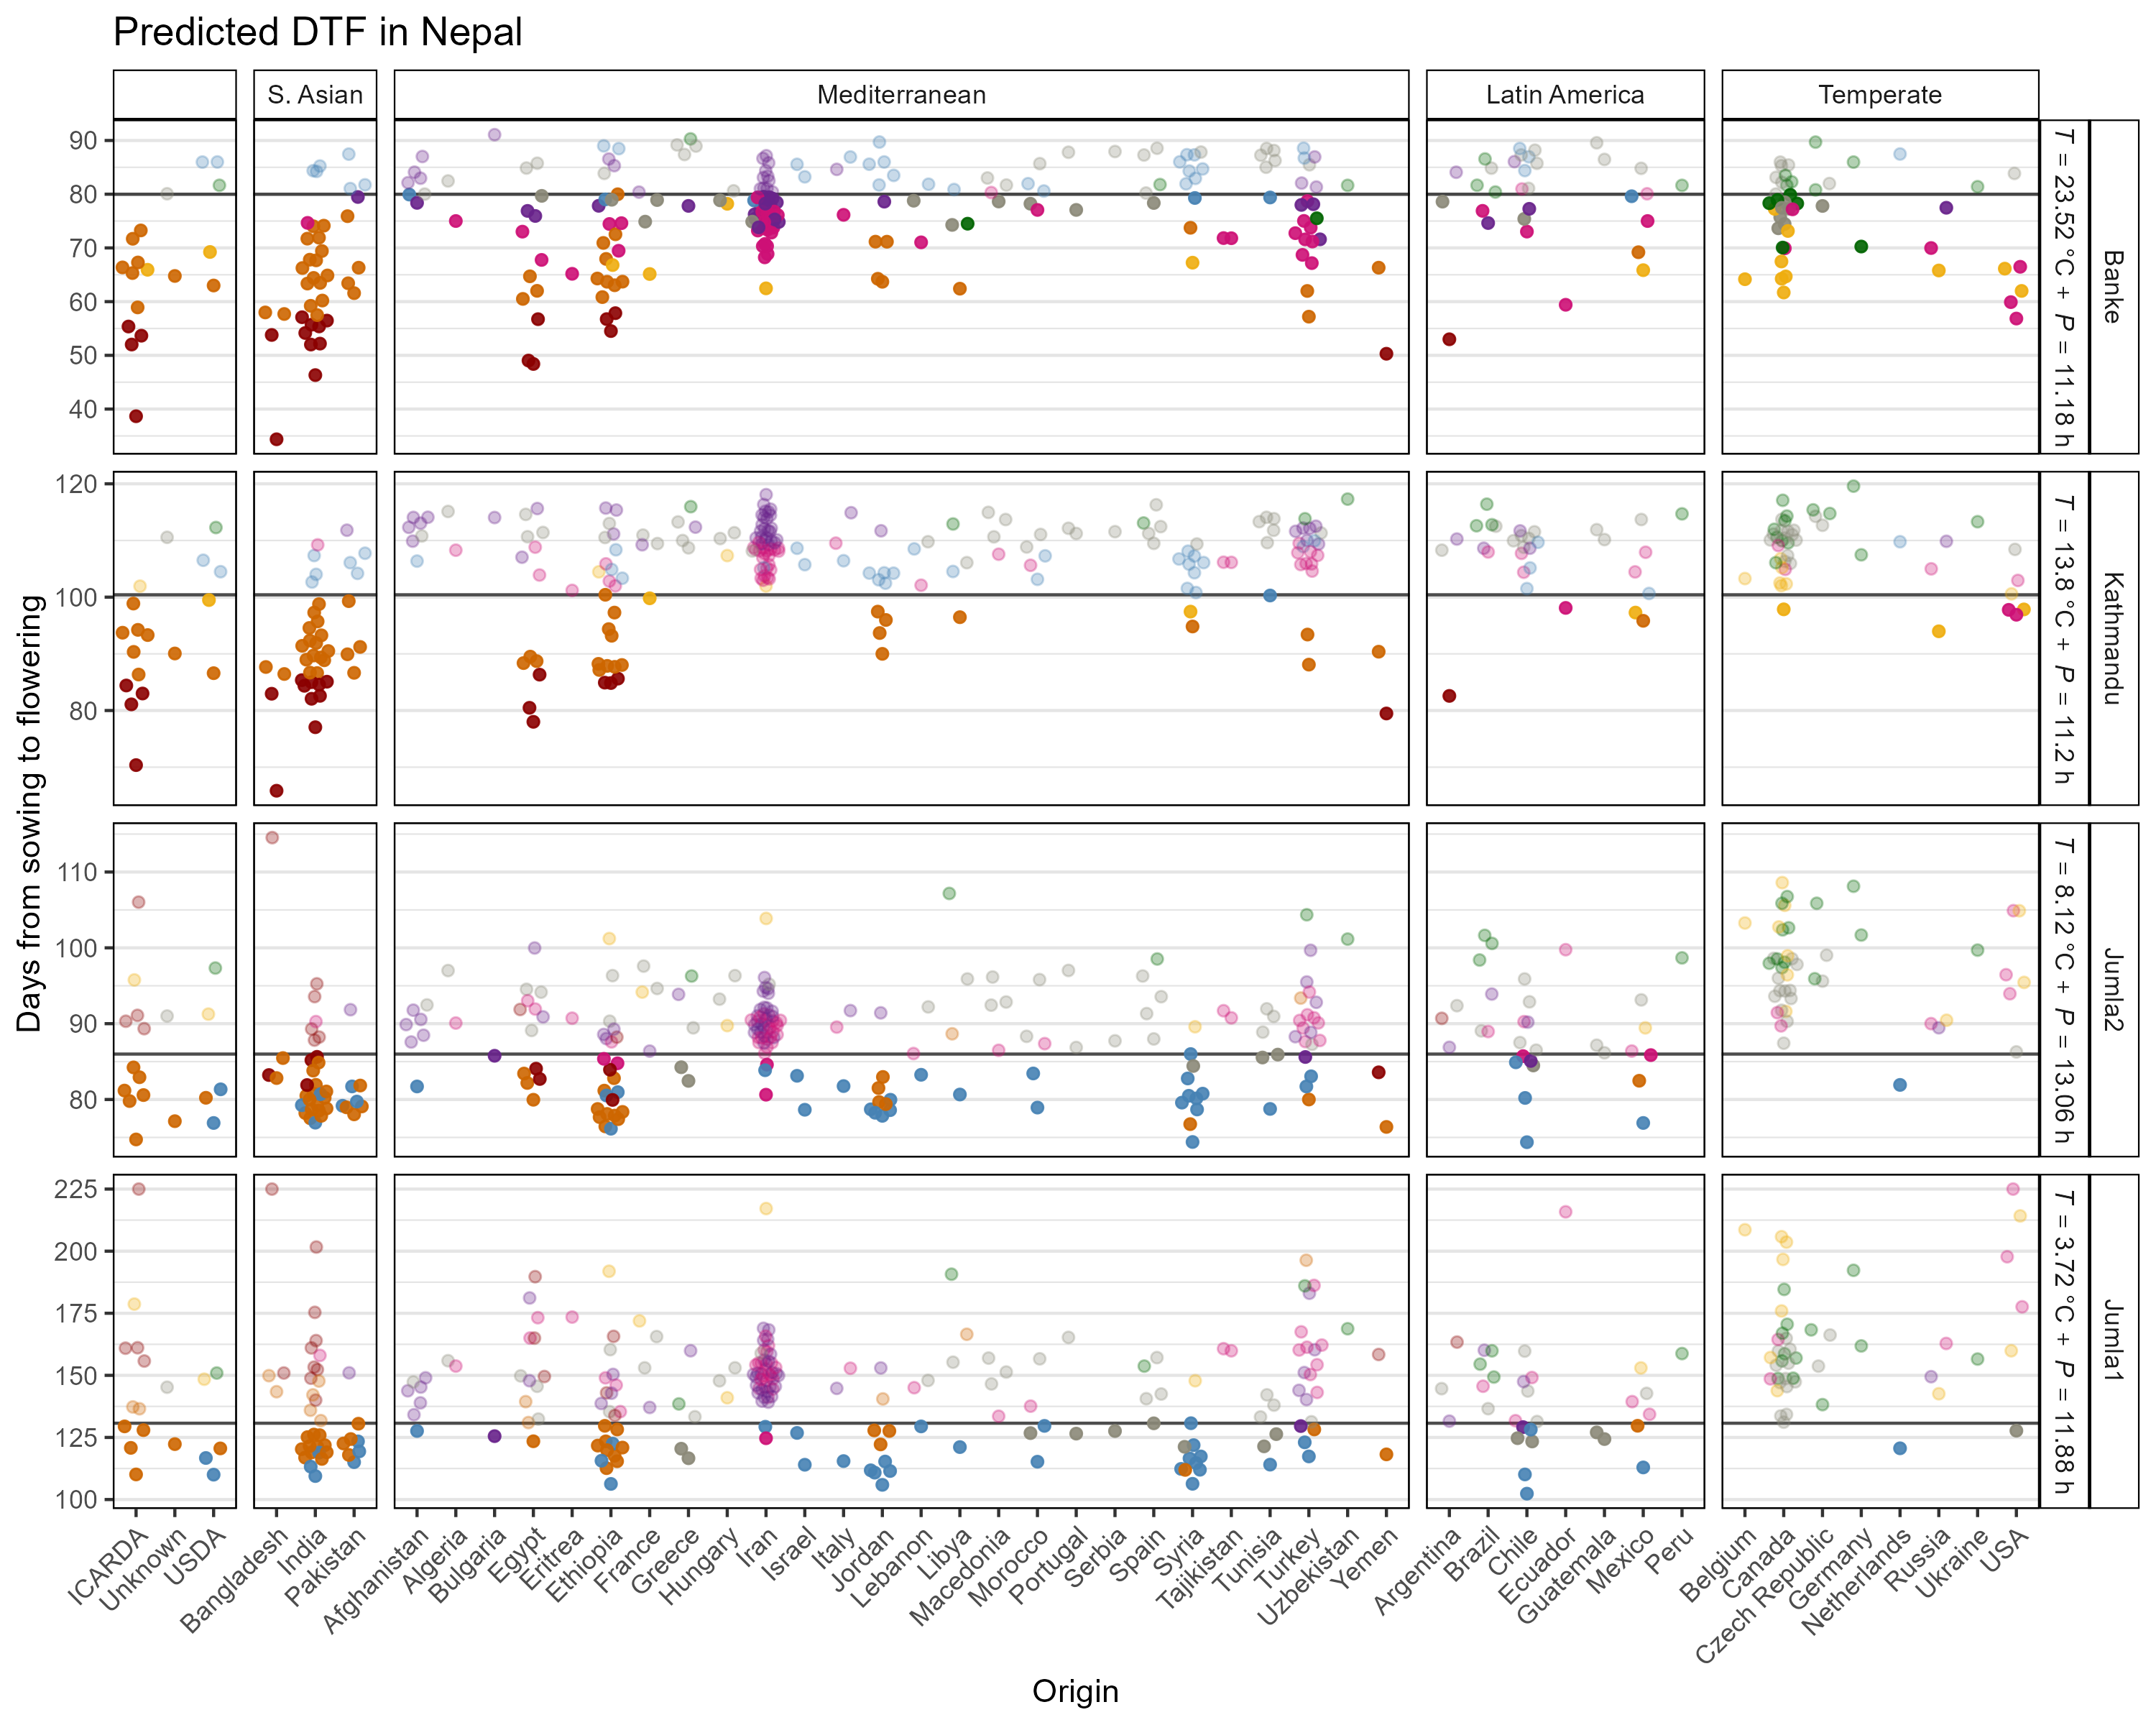 Predicted DTF in Nepal
S. Asian
Mediterranean
Latin America
Temperate
90
80
70
60
50
40
T = 23.52 °C + P = 11.18 h
Banke
120
100
80
T = 13.8 °C + P = 11.2 h
Kathmandu
110
100
90
80
T = 8.12 °C + P = 13.06 h
Jumla2
225
200
175
150
125
100
T = 3.72 °C + P = 11.88 h
Jumla1
Days from sowing to flowering
ICARDA
Unknown
USDA
Bangladesh
India
Pakistan
Afghanistan
Algeria
Bulgaria
Egypt
Eritrea
Ethiopia
France
Greece
Hungary
Iran
Israel
Italy
Jordan
Lebanon
Libya
Macedonia
Morocco
Portugal
Serbia
Spain
Syria
Tajikistan
Tunisia
Turkey
Uzbekistan
Yemen
Argentina
Brazil
Chile
Ecuador
Guatemala
Mexico
Peru
Belgium
Canada
Czech Republic
Germany
Netherlands
Russia
Ukraine
USA
Origin